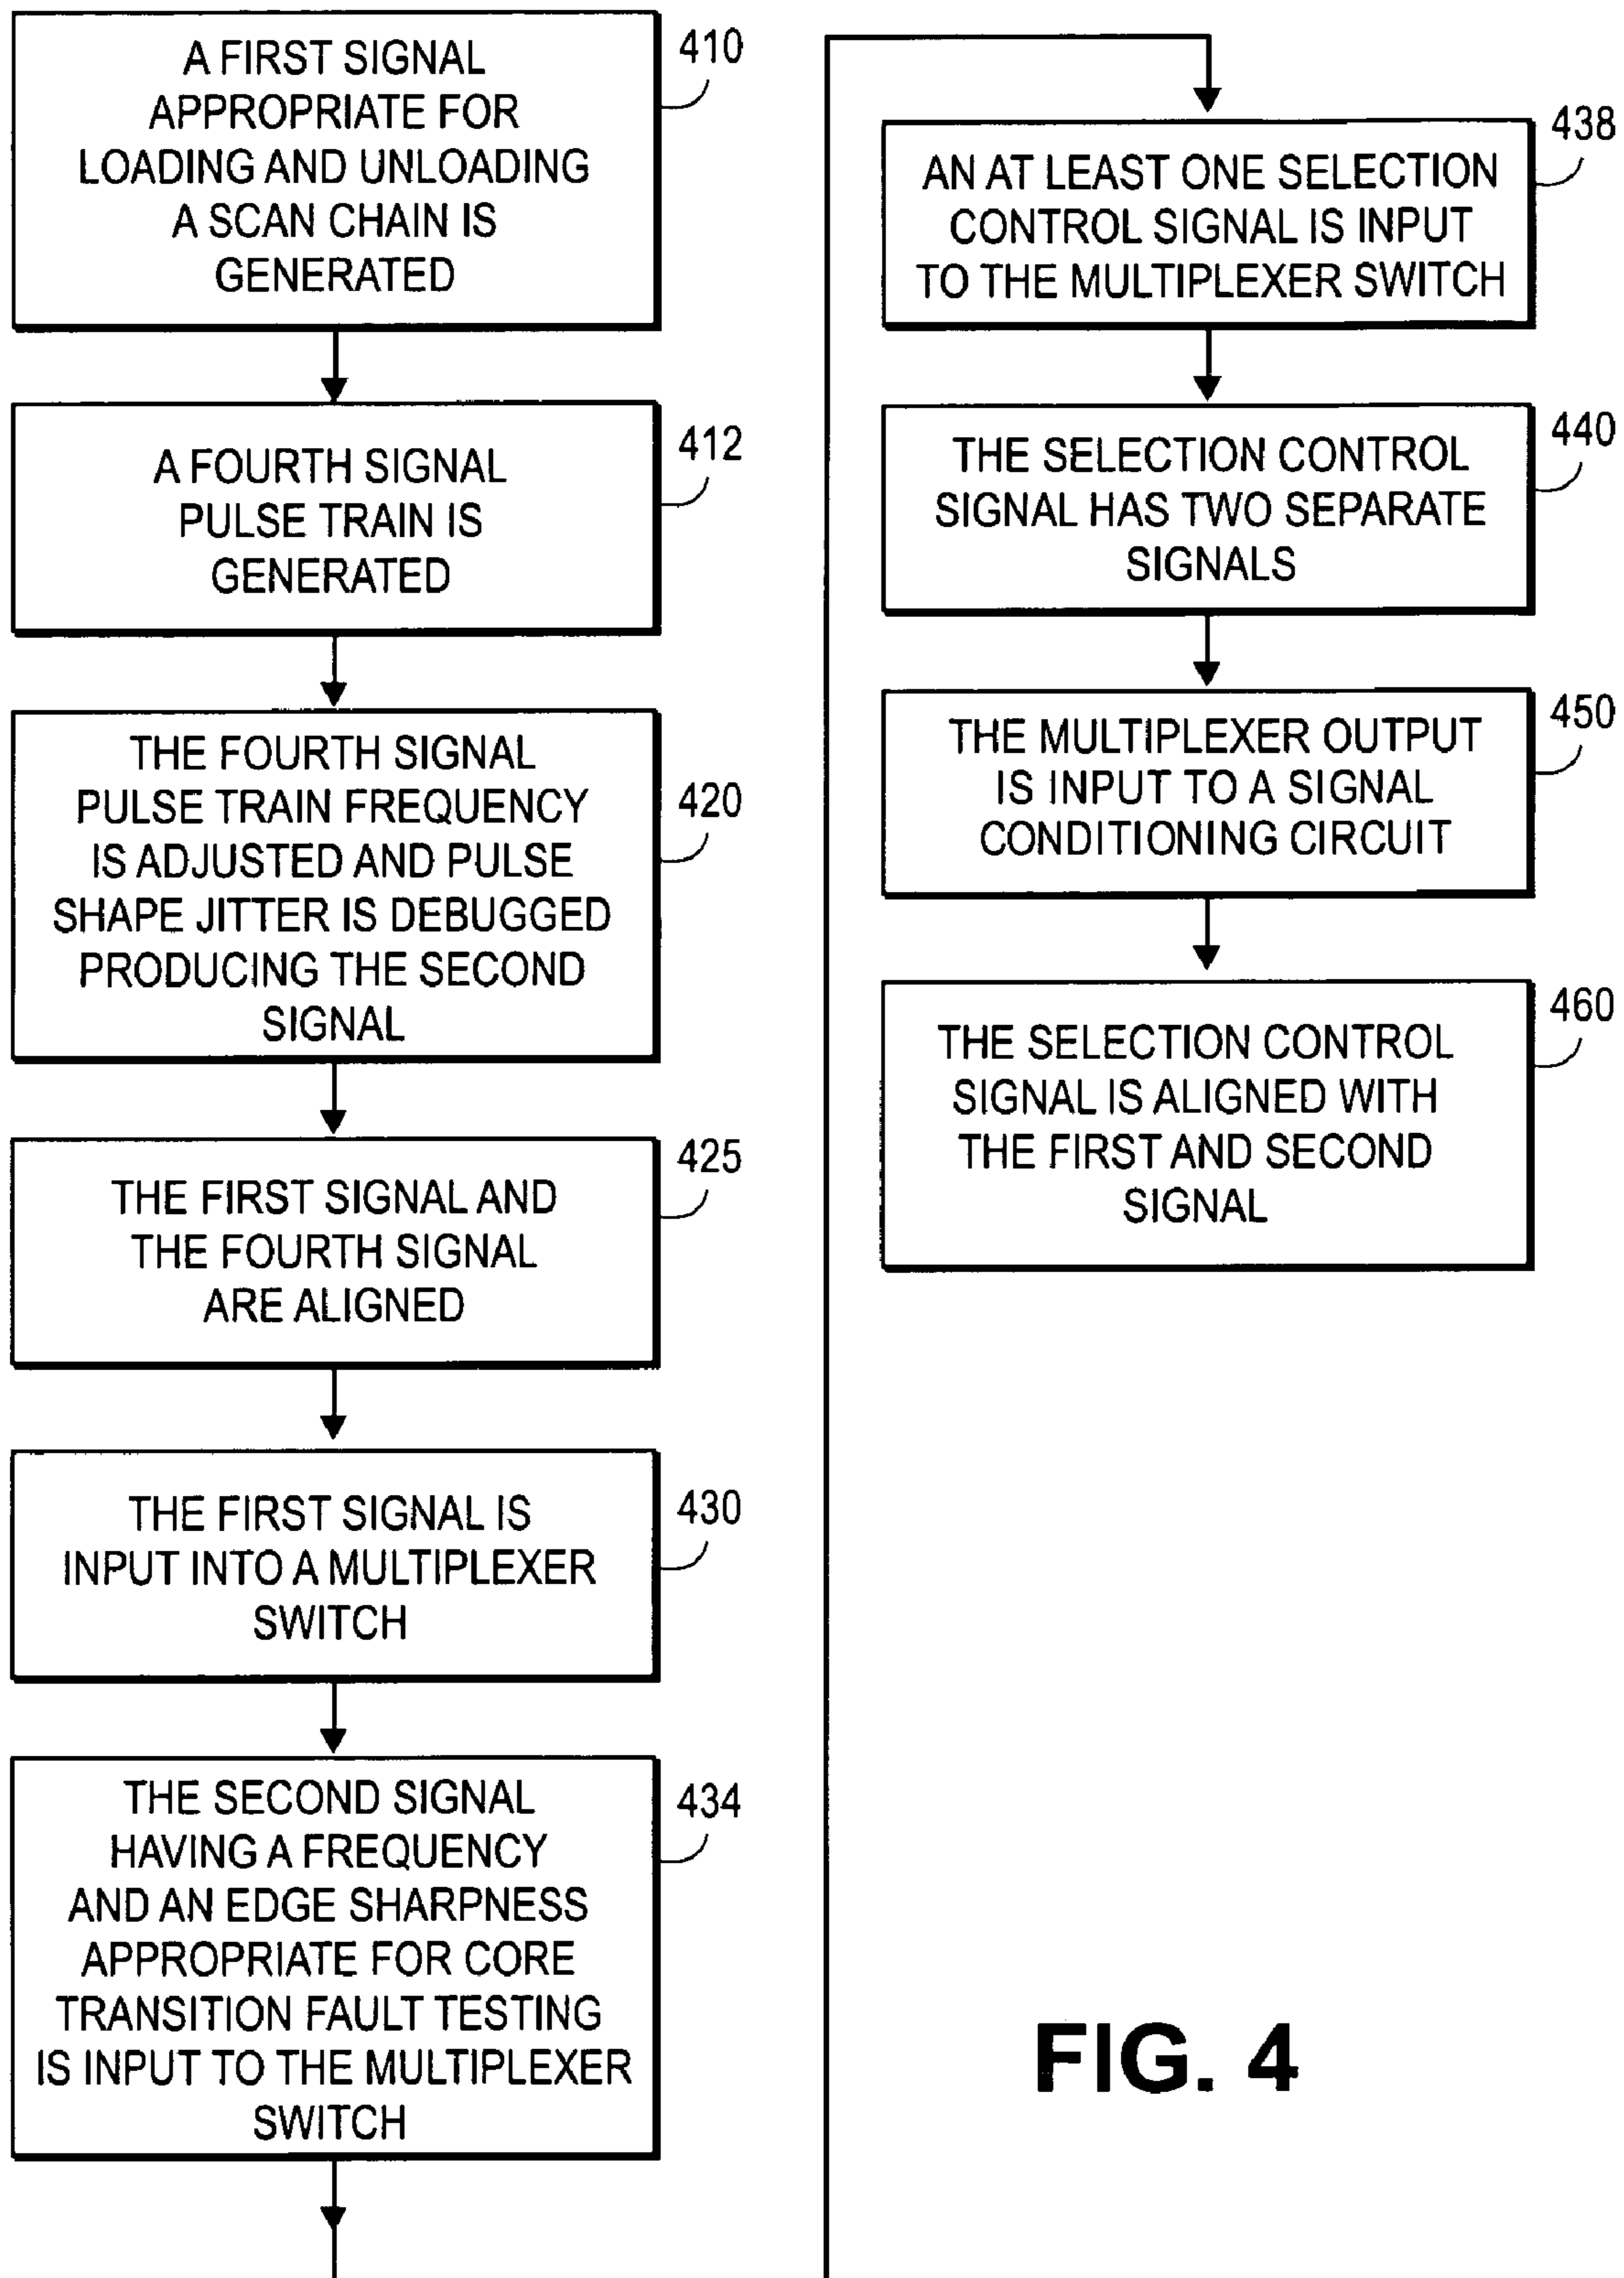 A FIRST SIGNAL
APPROPRIATE FOR
LOADING AND UNLOADING
A SCAN CHAIN IS
GENERATED
410
A FOURTH SIGNAL
PULSE TRAIN IS
GENERATED
412
THE FOURTH SIGNAL
PULSE TRAIN FREQUENCY
IS ADJUSTED AND PULSE
SHAPE JITTER IS DEBUGGED
PRODUCING THE SECOND
SIGNAL
420
THE FIRST SIGNAL AND
THE FOURTH SIGNAL
ARE ALIGNED
425
THE FIRST SIGNAL IS
INPUT INTO A MULTIPLEXER
SWITCH
430
THE SECOND SIGNAL
HAVING A FREQUENCY
AND AN EDGE SHARPNESS
APPROPRIATE FOR CORE
TRANSITION FAULT TESTING
IS INPUT TO THE MULTIPLEXER
SWITCH
434
AN AT LEAST ONE SELECTION
CONTROL SIGNAL IS INPUT
TO THE MULTIPLEXER SWITCH
438
THE SELECTION CONTROL
SIGNAL HAS TWO SEPARATE
SIGNALS
440
THE MULTIPLEXER OUTPUT
IS INPUT TO A SIGNAL
CONDITIONING CIRCUIT
450
THE SELECTION CONTROL
SIGNAL IS ALIGNED WITH
THE FIRST AND SECOND
SIGNAL
460
FIG. 4